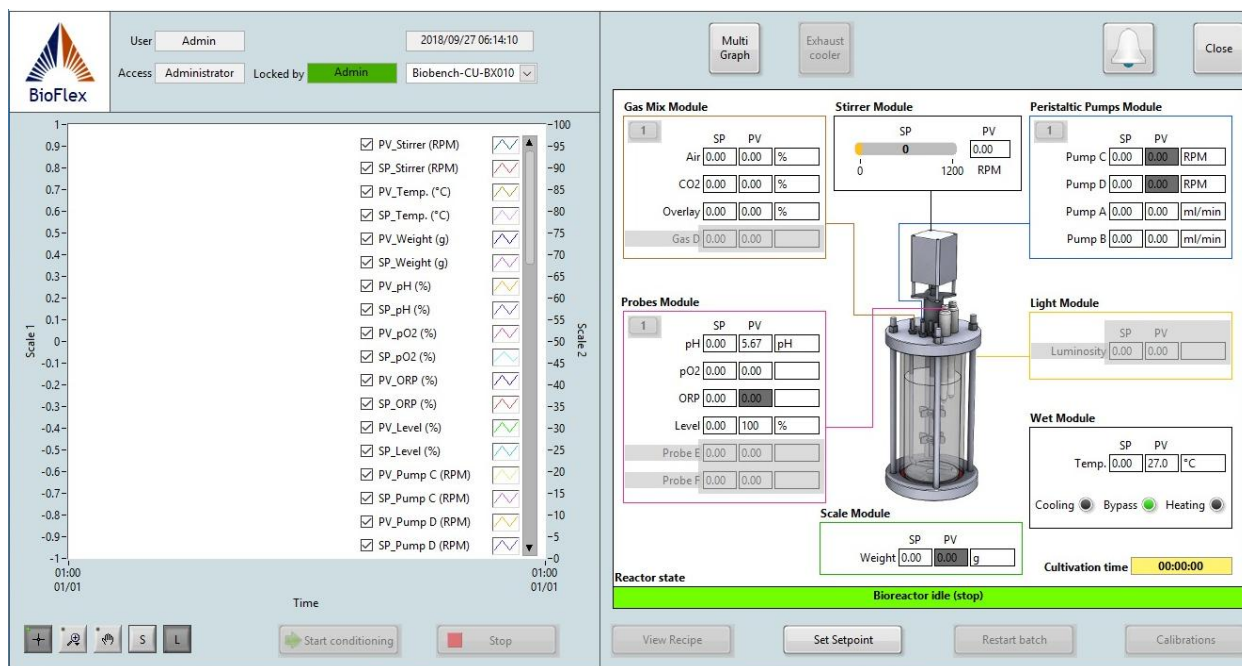 BioFlex
User Admin 2018/09/27 06:14:10
Access Administrator Locked by Admin Biobench-CU-BX010
Scale 1
1
0.9
0.8
0.7
0.6
0.5
0.4
0.3
0.2
0.1
0
-0.1
-0.2
-0.3
-0.4
-0.5
-0.6
-0.7
-0.8
-0.9
-1
PV_Stirrer (RPM)
SP_Stirrer (RPM)
PV_Temp. (°C)
SP_Temp. (°C)
PV_Weight (g)
SP_Weight (g)
PV_pH (%)
SP_pH (%)
PV_pO2 (%)
SP_pO2 (%)
PV_ORP (%)
SP_ORP (%)
PV_Level (%)
SP_Level (%)
PV_Pump C (RPM)
SP_Pump C (RPM)
PV_Pump D (RPM)
SP_Pump D (RPM)
100
95
90
85
80
75
70
65
60
55
50
45
40
35
30
25
20
15
10
5
0
Scale 2
01:00 01:00
01/01 01/01
Time
S L Start conditioning Stop
Multi
Graph
Exhaust
cooler
Close
Gas Mix Module
1
SP PV
Air 0.00 0.00 %
CO2 0.00 0.00 %
Overlay 0.00 0.00 %
Gas D 0.00 0.00
Stirrer Module
SP PV
0 0.00
0 1200 RPM
Peristaltic Pumps Module
1
SP PV
Pump C 0.00 0.00 RPM
Pump D 0.00 0.00 RPM
Pump A 0.00 0.00 ml/min
Pump B 0.00 0.00 ml/min
Probes Module
1
SP PV
pH 0.00 5.67 pH
pO2 0.00 0.00
ORP 0.00 0.00
Level 0.00 100 %
Probe E 0.00 0.00
Probe F 0.00 0.00
Light Module
SP PV
Luminosity 0.00 0.00
Wet Module
SP PV
Temp. 0.00 27.0 °C
Cooling Bypass Heating
Scale Module
SP PV
Weight 0.00 0.00 g
Cultivation time 00:00:00
Reactor state
Bioreactor idle (stop)
View Recipe Set Setpoint Restart batch Calibrations